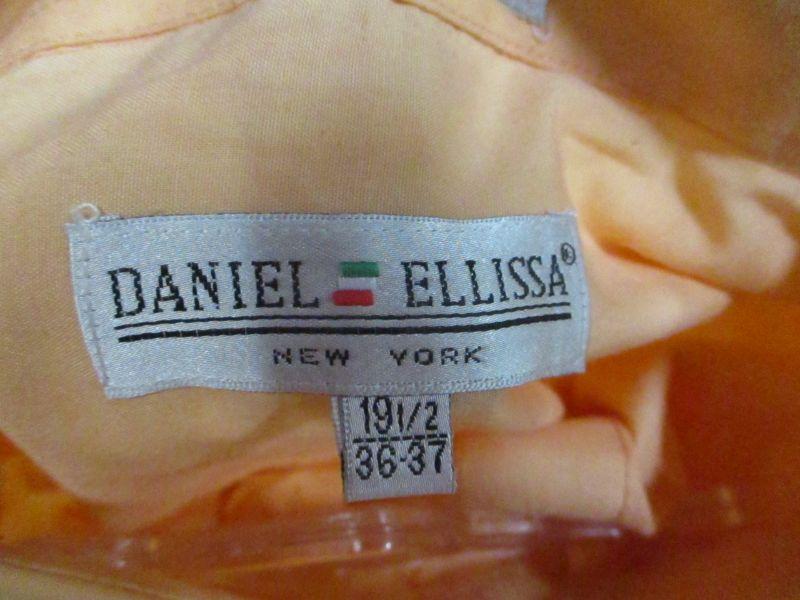 DANIEL ELLISSA®
NEW YORK
19 1/2
36-37